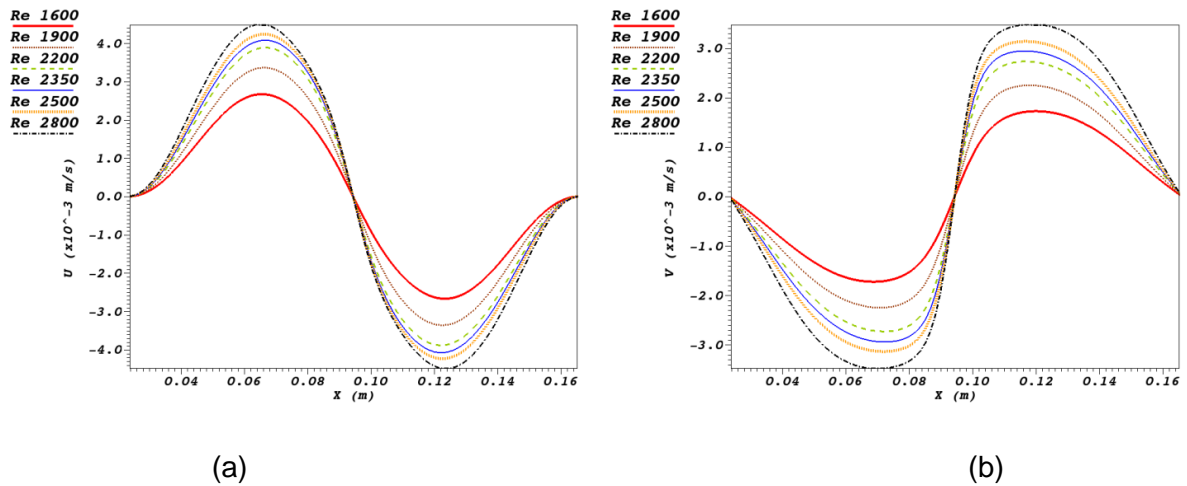 Re 1600
Re 1900
Re 2200
Re 2350
Re 2500
Re 2800
U (x10^-3 m/s)
4.0
3.0
2.0
1.0
0.0
-1.0
-2.0
-3.0
-4.0
0.04 0.06 0.08 0.10 0.12 0.14 0.16
X (m)
(a)
Re 1600
Re 1900
Re 2200
Re 2350
Re 2500
Re 2800
V (x10^-3 m/s)
3.0
2.0
1.0
0.0
-1.0
-2.0
-3.0
0.04 0.06 0.08 0.10 0.12 0.14 0.16
X (m)
(b)